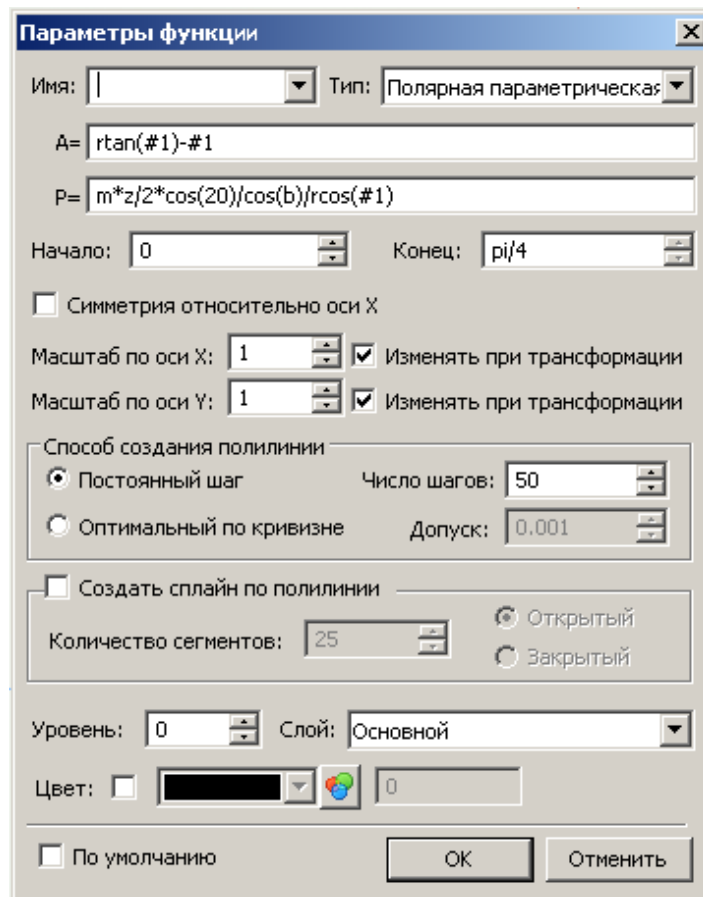 Параметры функции
Имя: Тип: Полярная параметрическая
A= rtan(#1)-#1
P= m*z/2*cos(20)/cos(b)/rcos(#1)
Начало: 0 Конец: pi/4
Симметрия относительно оси X
Масштаб по оси X: 1 Изменять при трансформации
Масштаб по оси Y: 1 Изменять при трансформации
Способ создания полилинии
Постоянный шаг Число шагов: 50
Оптимальный по кривизне Допуск: 0.001
Создать сплайн по полилинии
Количество сегментов: 25 Открытый
Закрытый
Уровень: 0 Слой: Основной
Цвет: 0
По умолчанию OK Отменить